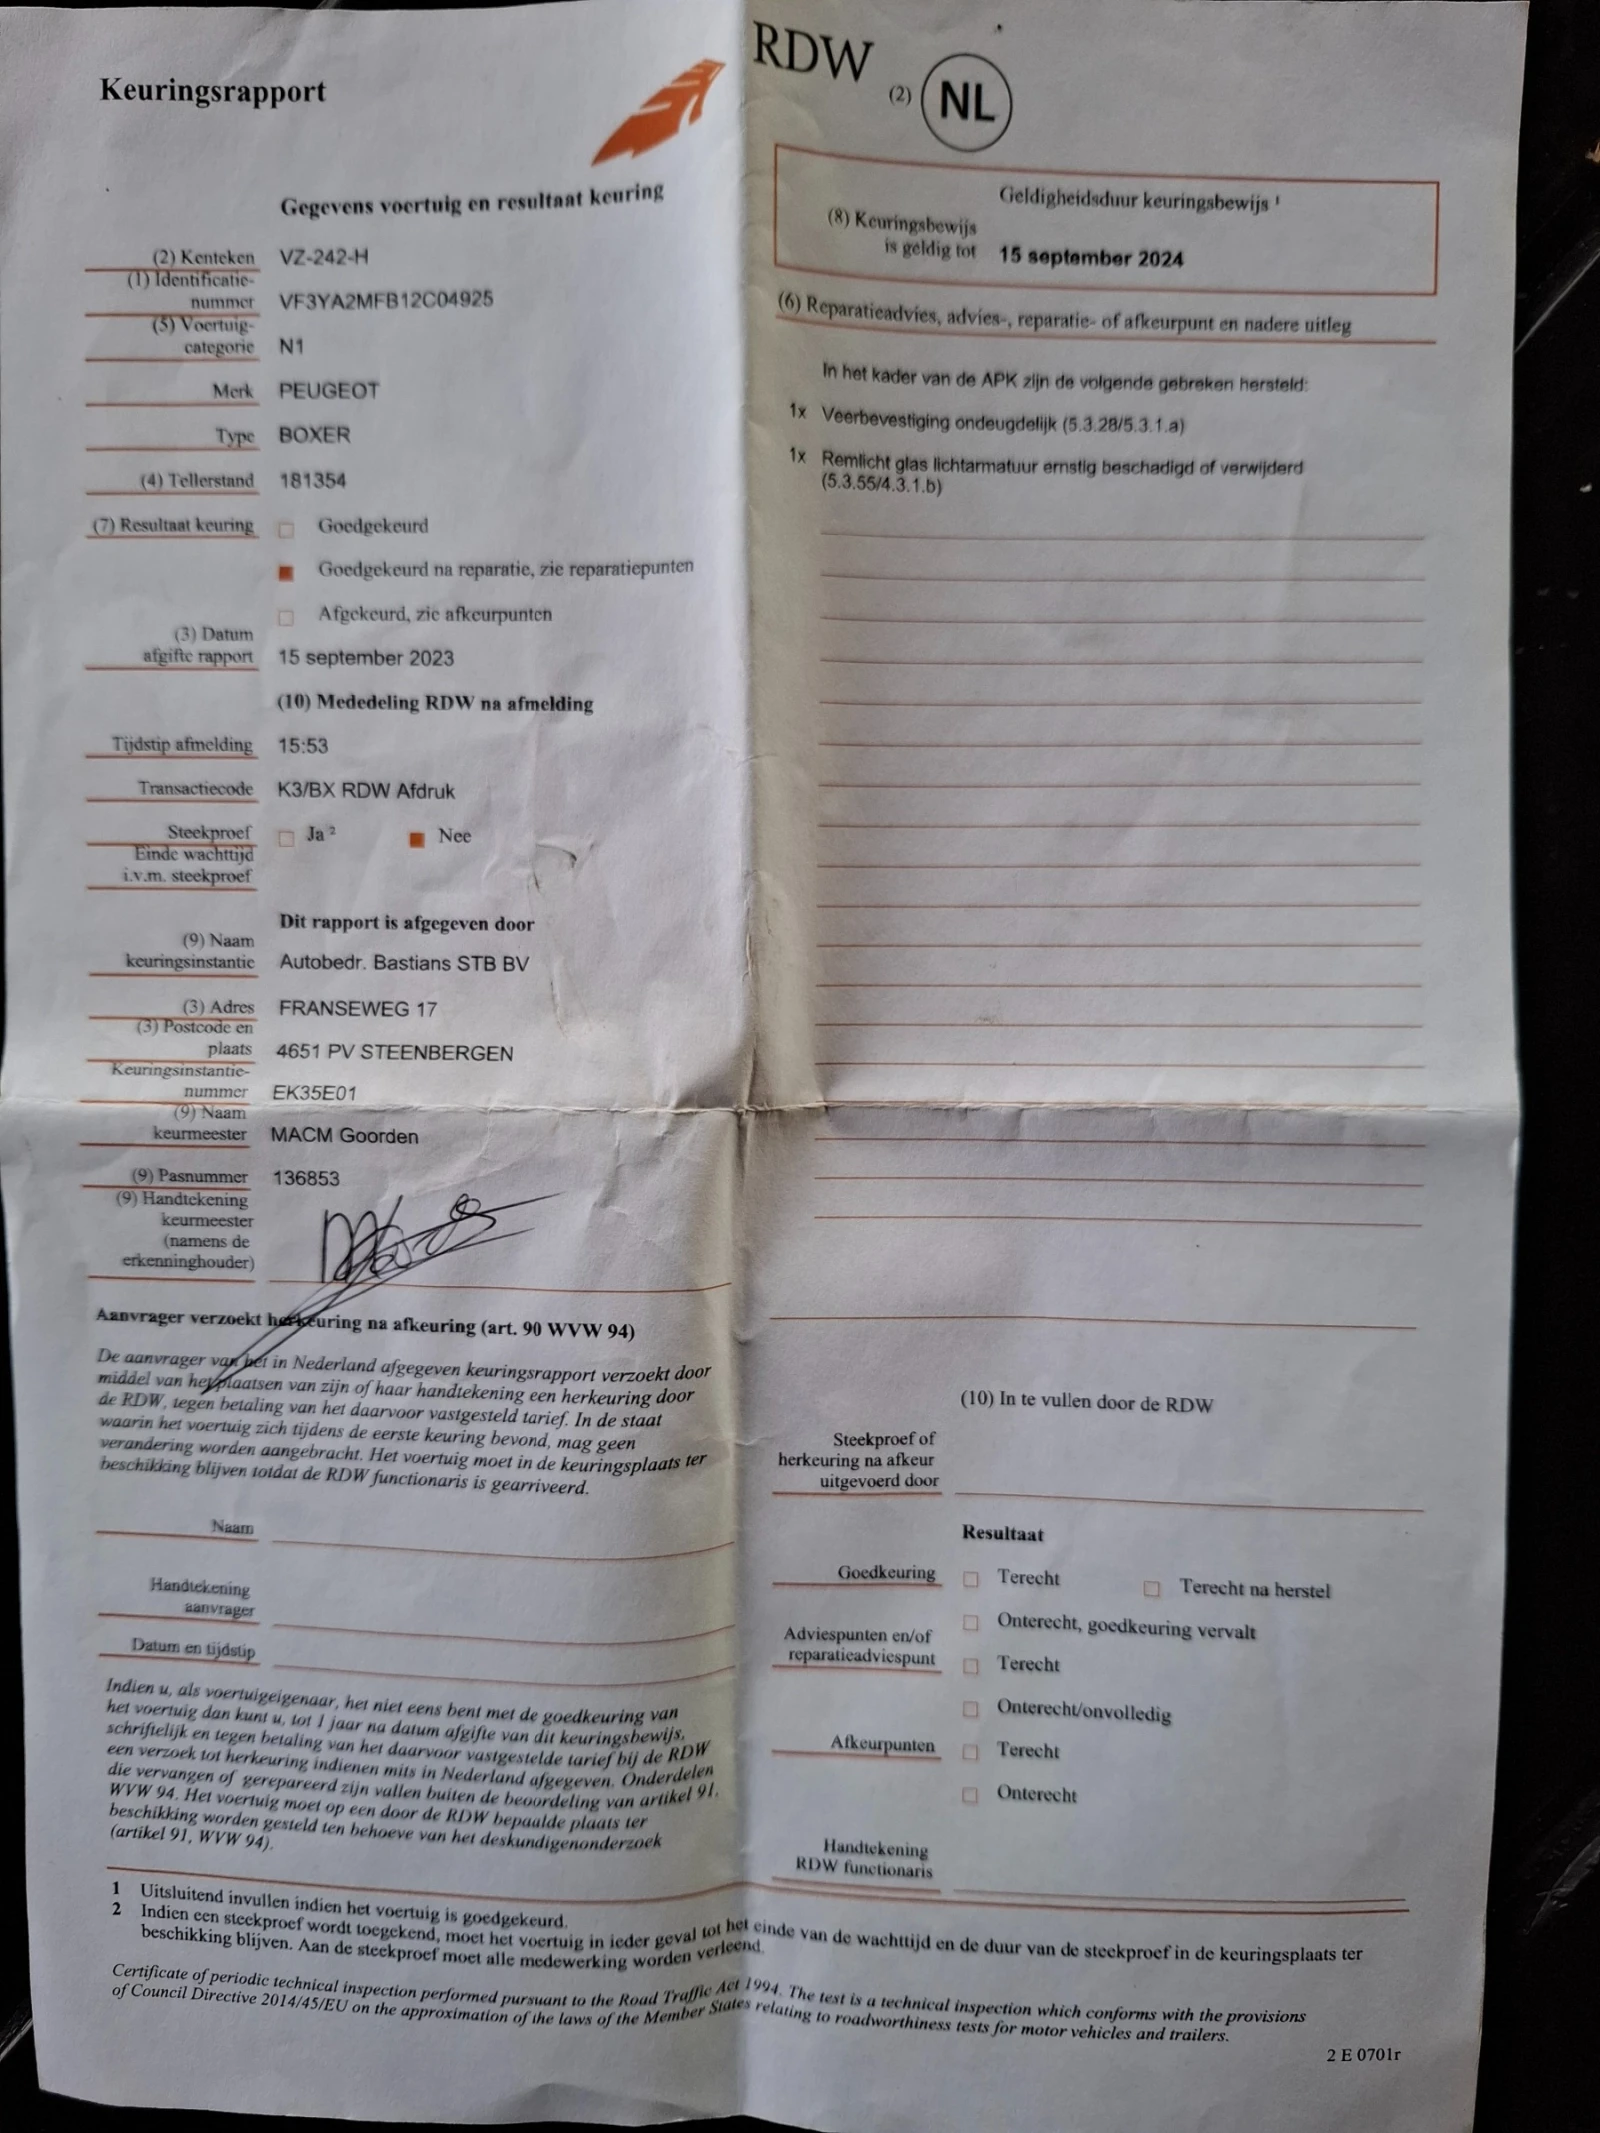 Keuringsrapport
RDW
(2) NL
Gegevens voertuig en resultaat keuring
(2) Kenteken VZ-242-H
(1) Identificatie-
nummer VF3YA2MFB12C04925
(5) Voertuig-
categorie N1
Merk PEUGEOT
Type BOXER
(4) Tellerstand 181354
(7) Resultaat keuring Goedgekeurd
Goedgekeurd na reparatie, zie reparatiepunten
Afgekeurd, zie afkeurpunten
(3) Datum
afgifte rapport 15 september 2023
(10) Mededeling RDW na afmelding
Tijdstip afmelding 15:53
Transactiecode K3/BX RDW Afdruk
Steekproef Ja 2 Nee
Einde wachttijd
i.v.m. steekproef
Dit rapport is afgegeven door
(9) Naam
keuringsinstantie Autobedr. Bastians STB BV
(3) Adres FRANSEWEG 17
(3) Postcode en
plaats 4651 PV STEENBERGEN
Keuringsinstantie-
nummer EK35E01
(9) Naam
keurmeester MACM Goorden
(9) Pasnummer 136853
(9) Handtekening
keurmeester
(namens de
erkenninghouder)
Aanvrager verzoekt herkeuring na afkeuring (art. 90 WVW 94)
De aanvrager van het in Nederland afgegeven keuringsrapport verzoekt door
middel van het plaatsen van zijn of haar handtekening een herkeuring door
de RDW, tegen betaling van het daarvoor vastgesteld tarief. In de staat
waarin het voertuig zich tijdens de eerste keuring bevond, mag geen
verandering worden aangebracht. Het voertuig moet in de keuringsplaats ter
beschikking blijven totdat de RDW functionaris is gearriveerd.
Naam
Handtekening
aanvrager
Datum en tijdstip
Indien u, als voertuigeigenaar, het niet eens bent met de goedkeuring van
het voertuig dan kunt u, tot 1 jaar na datum afgifte van dit keuringsbewijs,
schriftelijk en tegen betaling van het daarvoor vastgestelde tarief bij de RDW
een verzoek tot herkeuring indienen mits in Nederland afgegeven. Onderdelen
die vervangen of gerepareerd zijn vallen buiten de beoordeling van artikel 91,
WVW 94. Het voertuig moet op een door de RDW bepaalde plaats ter
beschikking worden gesteld ten behoeve van het deskundigenonderzoek
(artikel 91, WVW 94).
Geldigheidsduur keuringsbewijs 1
(8) Keuringsbewijs
is geldig tot 15 september 2024
(6) Reparatieadvies, advies-, reparatie- of afkeurpunt en nadere uitleg
In het kader van de APK zijn de volgende gebreken hersteld:
1x Veerbevestiging ondeugdelijk (5.3.28/5.3.1.a)
1x Remlicht glas lichtarmatuur ernstig beschadigd of verwijderd
(5.3.55/4.3.1.b)
(10) In te vullen door de RDW
Steekproef of
herkeuring na afkeur
uitgevoerd door
Resultaat
Goedkeuring Terecht Terecht na herstel
Onterecht, goedkeuring vervalt
Adviespunten en/of
reparatieadviespunt Terecht
Onterecht/onvolledig
Afkeurpunten Terecht
Onterecht
Handtekening
RDW functionaris
1 Uitsluitend invullen indien het voertuig is goedgekeurd.
2 Indien een steekproef wordt toegekend, moet het voertuig in ieder geval tot het einde van de wachttijd en de duur van de steekproef in de keuringsplaats ter
beschikking blijven. Aan de steekproef moet alle medewerking worden verleend.
Certificate of periodic technical inspection performed pursuant to the Road Traffic Act 1994. The test is a technical inspection which conforms with the provisions
of Council Directive 2014/45/EU on the approximation of the laws of the Member States relating to roadworthiness tests for motor vehicles and trailers.
2 E 0701r